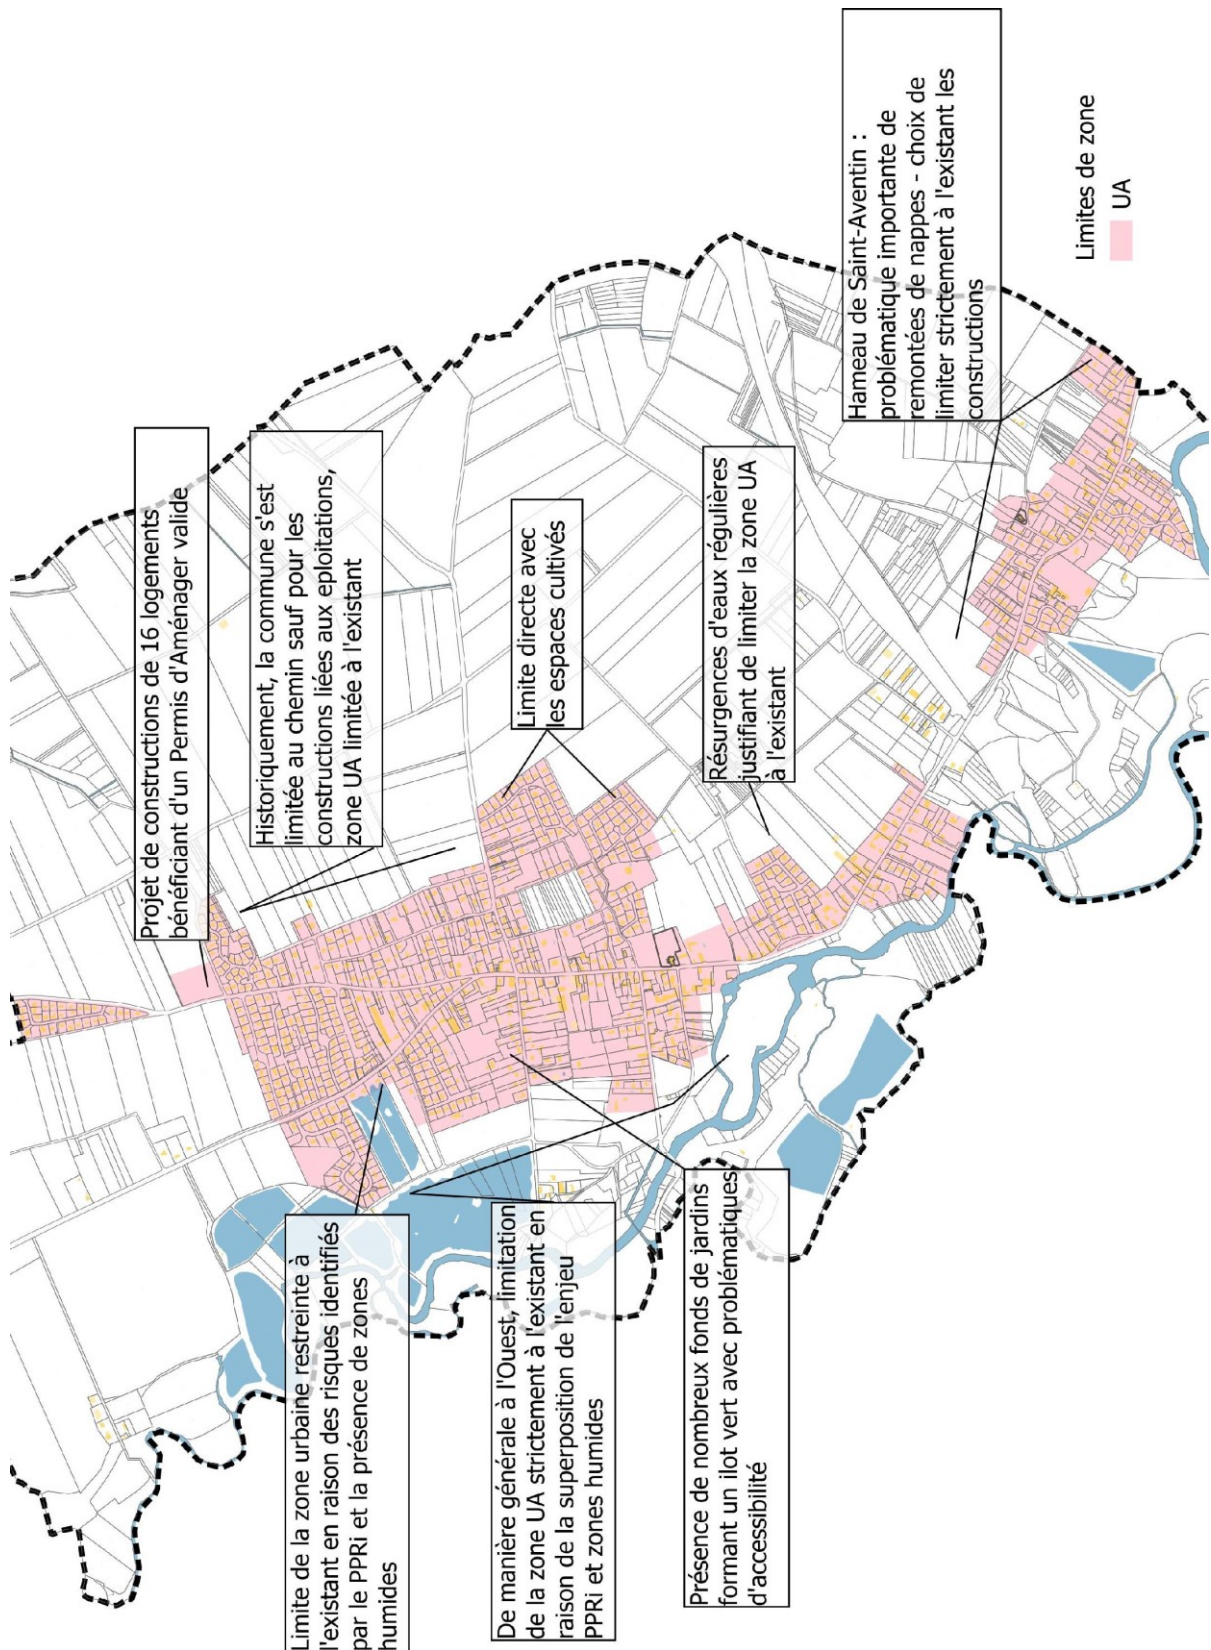 Projet de constructions de 16 logements
bénéficiant d'un Permis d'Aménager valide
Historiquement, la commune s'est
limitée au chemin sauf pour les
constructions liées aux eploitations,
zone UA limitée à l'existant
Limite directe avec
les espaces cultivés
Résurgences d'eaux régulières
justifiant de limiter la zone UA
à l'existant
Hameau de Saint-Aventin :
problématique importante de
remontées de nappes - choix de
limiter strictement à l'existant les
constructions
Limites de zone
UA
Limite de la zone urbaine restreinte à
l'existant en raison des risques identifiés
par le PPRi et la présence de zones
humides
De manière générale à l'Ouest, limitation
de la zone UA strictement à l'existant en
raison de la superposition de l''enjeu
PPRi et zones humides
Présence de nombreux fonds de jardins
formant un ilot vert avec problématiques
d'accessibilité